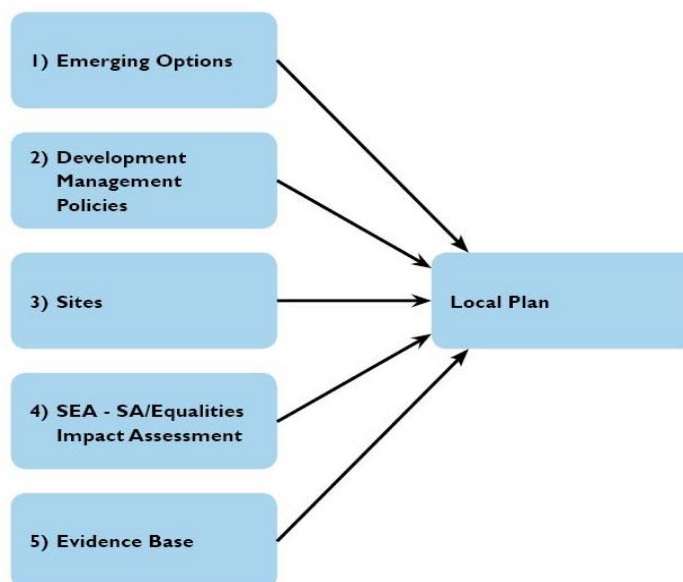 1) Emerging Options
2) Development
Management
Policies
3) Sites
Local Plan
4) SEA - SA/Equalities
Impact Assessment
5) Evidence Base